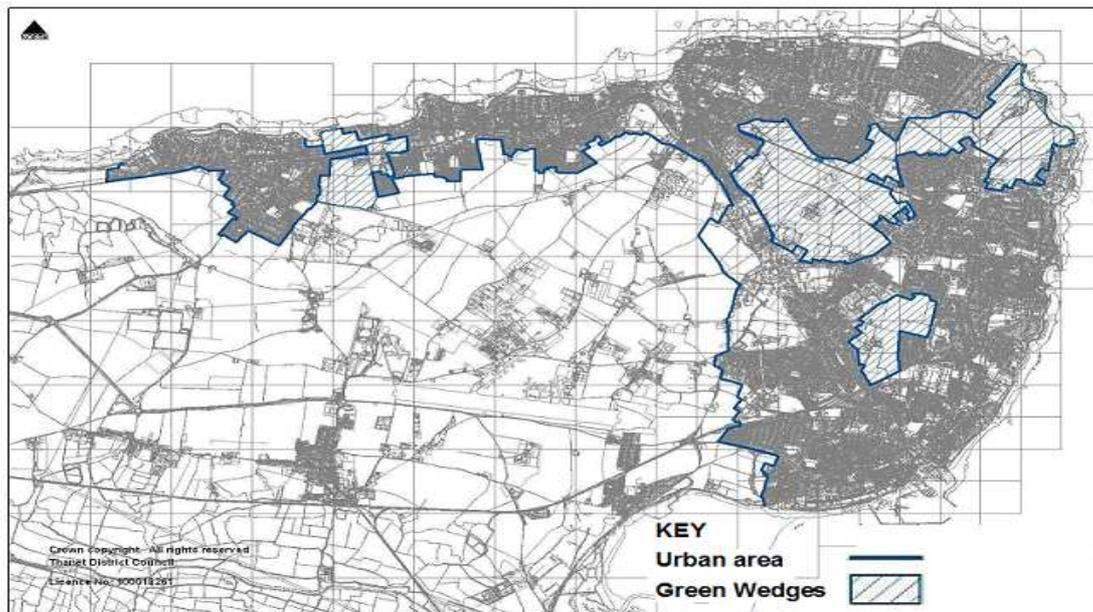 Crown copyright All rights reserved
Thanet District Council
Licence No: 100018261
KEY
Urban area
Green Wedges